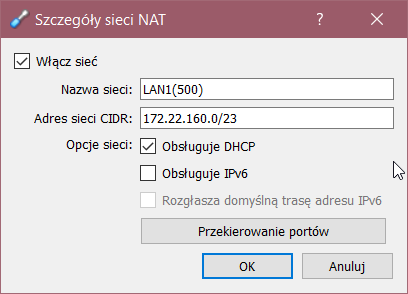 Szczegóły sieci NAT
Włącz sieć
Nazwa sieci: LAN1(500)
Adres sieci CIDR: 172.22.160.0/23
Opcje sieci: Obsługuje DHCP
Obsługuje IPv6
Rozgłasza domyślną trasę adresu IPv6
Przekierowanie portów
OK Anuluj